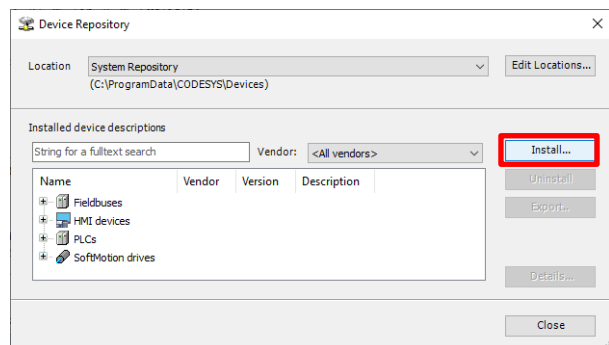 Device Repository
Location
System Repository
Edit Locations...
(C:\ProgramData\CODESYS\Devices)
Installed device descriptions
String for a fulltext search
Vendor:
<All vendors>
Install...
Name Vendor Version Description
Uninstall
Fieldbuses
HMI devices
Export...
PLCs
SoftMotion drives
Details...
Close